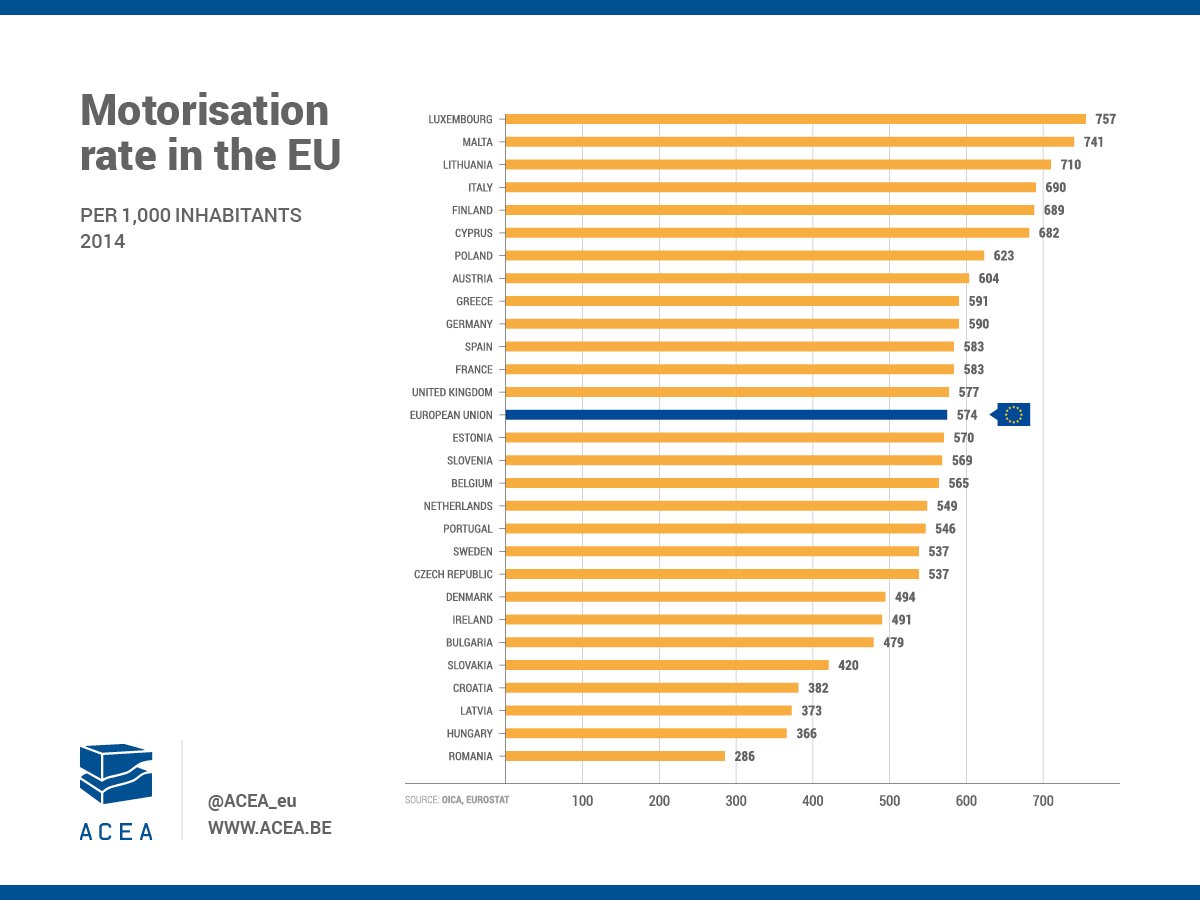 Motorisation
rate in the EU
PER 1,000 INHABITANTS
2014
LUXEMBOURG 757
MALTA 741
LITHUANIA 710
ITALY 690
FINLAND 689
CYPRUS 682
POLAND 623
AUSTRIA 604
GREECE 591
GERMANY 590
SPAIN 583
FRANCE 583
UNITED KINGDOM 577
EUROPEAN UNION 574
ESTONIA 570
SLOVENIA 569
BELGIUM 565
NETHERLANDS 549
PORTUGAL 546
SWEDEN 537
CZECH REPUBLIC 537
DENMARK 494
IRELAND 491
BULGARIA 479
SLOVAKIA 420
CROATIA 382
LATVIA 373
HUNGARY 366
ROMANIA 286
SOURCE: OICA, EUROSTAT 100 200 300 400 500 600 700
ACEA
@ACEA_eu
WWW.ACEA.BE